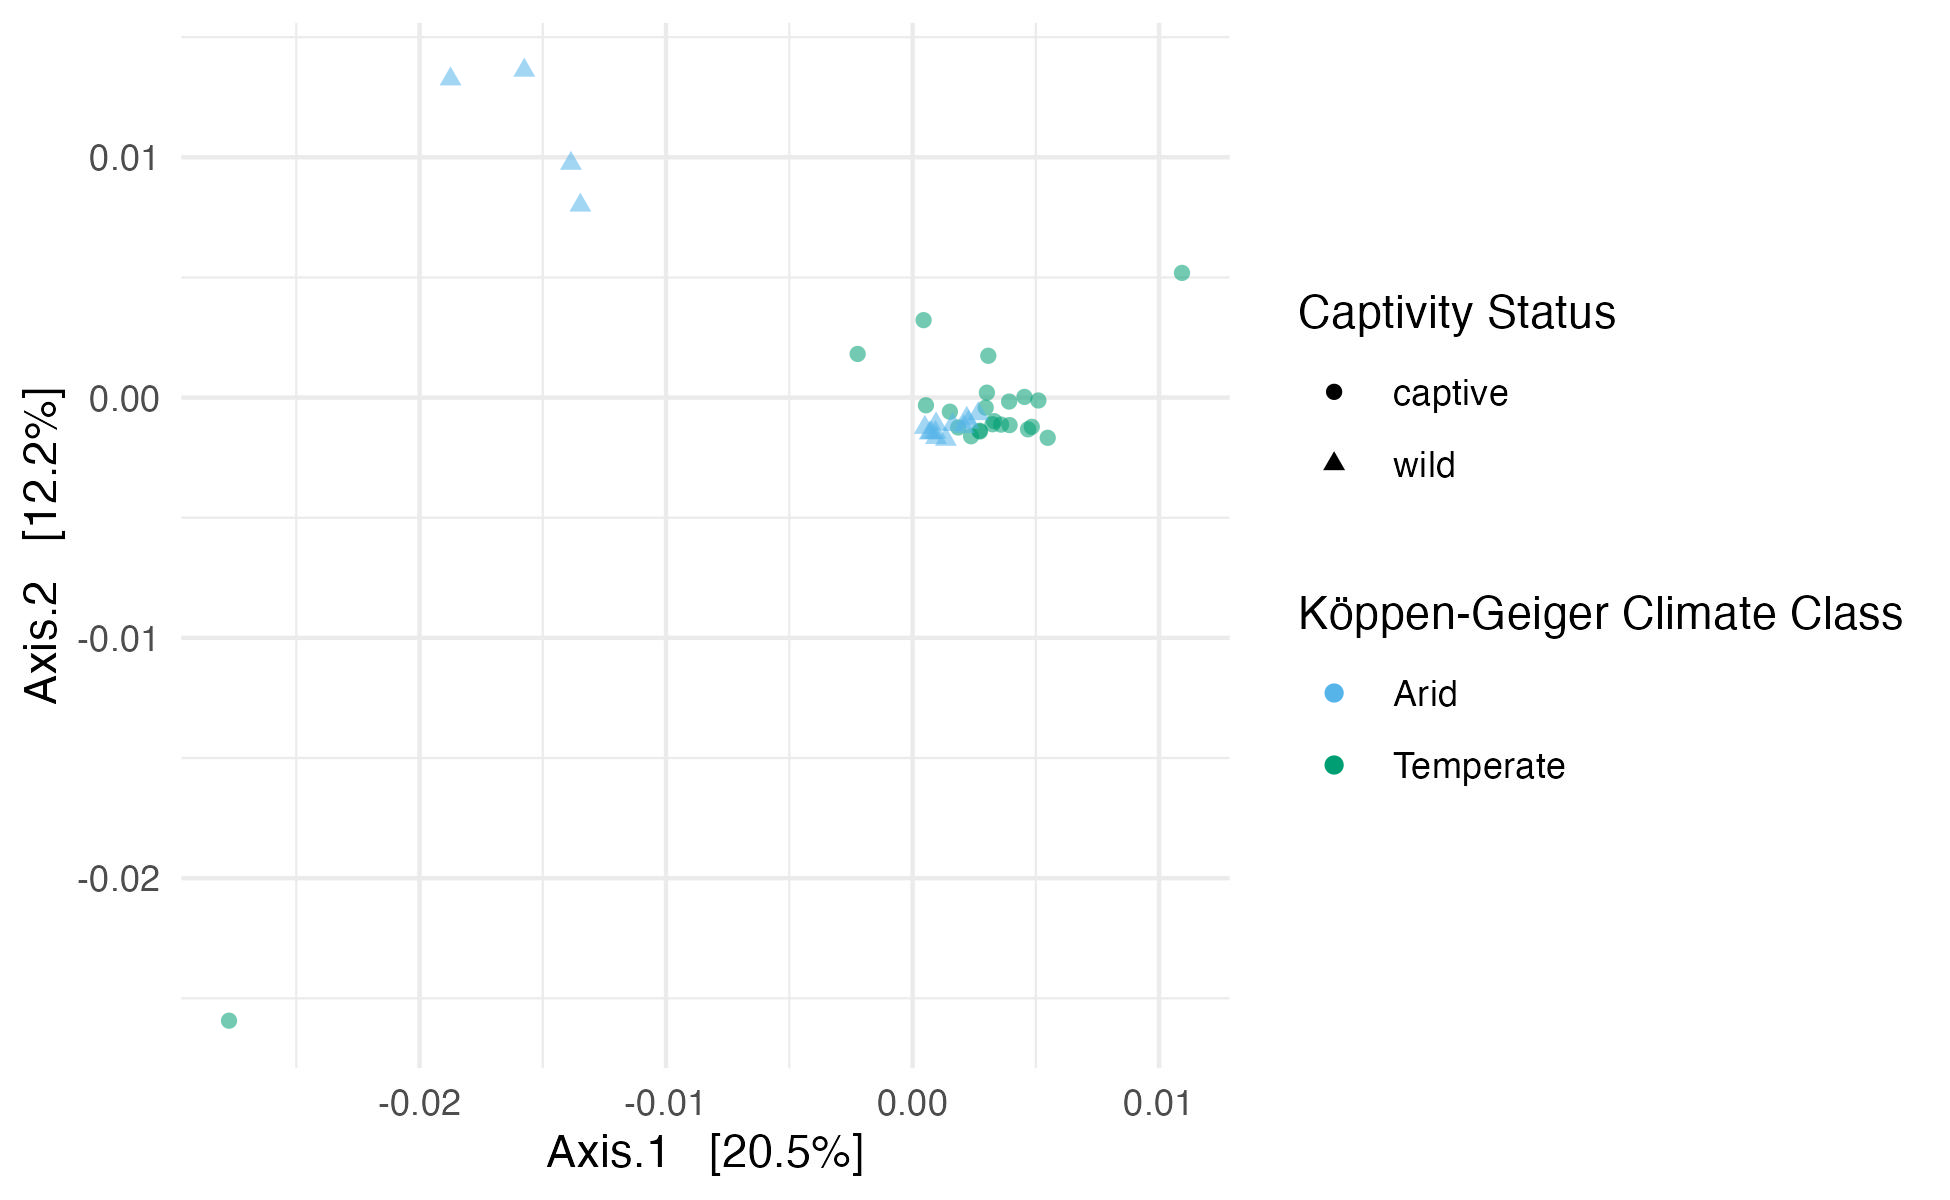 0.01
0.00
-0.01
-0.02
Axis.2 [12.2%]
-0.02 -0.01 0.00 0.01
Axis.1 [20.5%]
Captivity Status
captive
wild
Köppen-Geiger Climate Class
Arid
Temperate